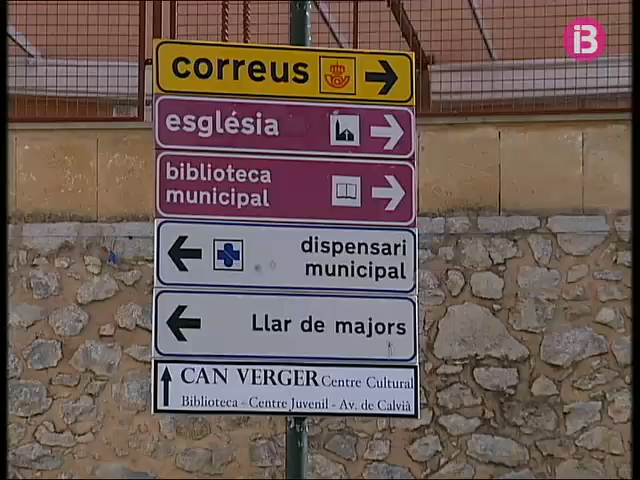 correus
església
biblioteca
municipal
dispensari
municipal
Llar de majors
CAN VERGER Centre Cultural
Biblioteca - Centre Juvenil - Av. de Calvià
iB